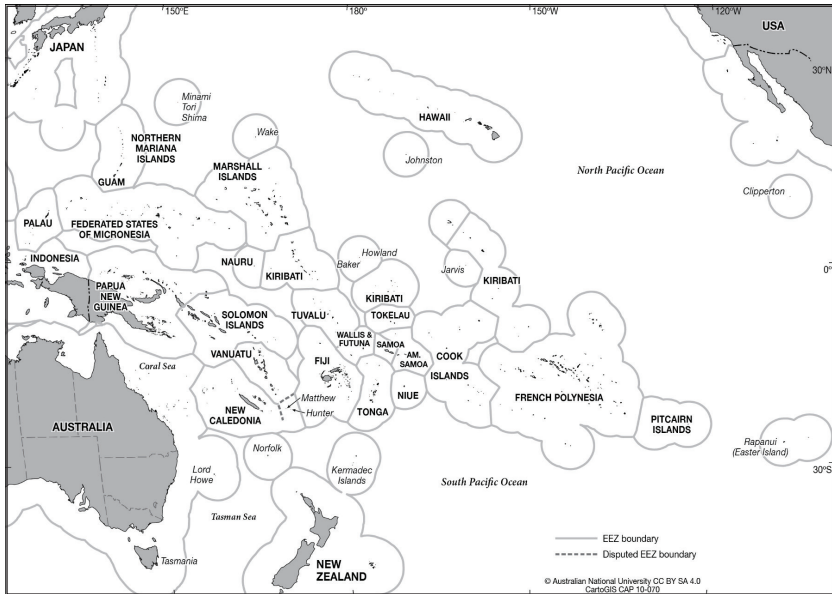 150°E
180°
150°W
120°W
JAPAN
USA
30°N
Minami
Tori
Shima
HAWAII
Wake
NORTHERN
MARIANA
ISLANDS
Johnston
MARSHALL
ISLANDS
North Pacific Ocean
GUAM
Clipperton
PALAU
FEDERATED STATES
OF MICRONESIA
INDONESIA
NAURU
KIRIBATI
Howland
Baker
Jarvis
0°
KIRIBATI
PAPUA
NEW
GUINEA
KIRIBATI
SOLOMON
ISLANDS
TUVALU
TOKELAU
WALLIS &
FUTUNA
SAMOA
AM.
SAMOA
VANUATU
FIJI
COOK
ISLANDS
Coral Sea
Matthew
Hunter
NEW
CALEDONIA
TONGA
NIUE
FRENCH POLYNESIA
PITCAIRN
ISLANDS
AUSTRALIA
Norfolk
Lord
Howe
Kermadec
Islands
Rapanui
(Easter Island)
30°S
South Pacific Ocean
Tasman Sea
Tasmania
NEW
ZEALAND
EEZ boundary
Disputed EEZ boundary
© Australian National University CC BY SA 4.0
CartoGIS CAP 10-070